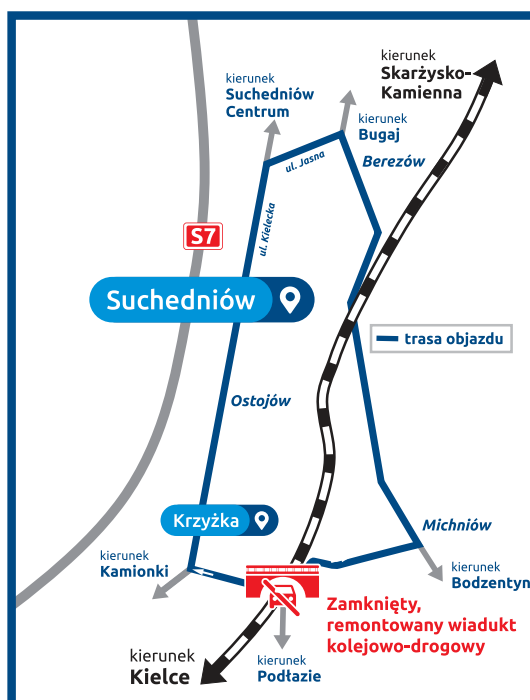 kierunek
Skarżysko-
Kamienna
kierunek
Suchedniów
Centrum
kierunek
Bugaj
Berezów
ul. Jasna
ul. Kielecka
S7
Suchedniów
trasa objazdu
Ostojów
Krzyżka
Michniów
kierunek
Kamionki
kierunek
Bodzentyn
Zamknięty,
remontowany wiadukt
kolejowo-drogowy
kierunek
Kielce
kierunek
Podłazie